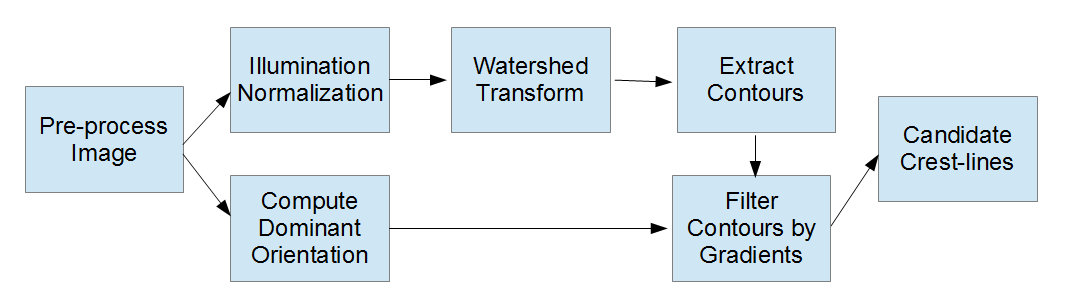 Pre-process
Image
Illumination
Normalization
Watershed
Transform
Extract
Contours
Compute
Dominant
Orientation
Filter
Contours by
Gradients
Candidate
Crest-lines